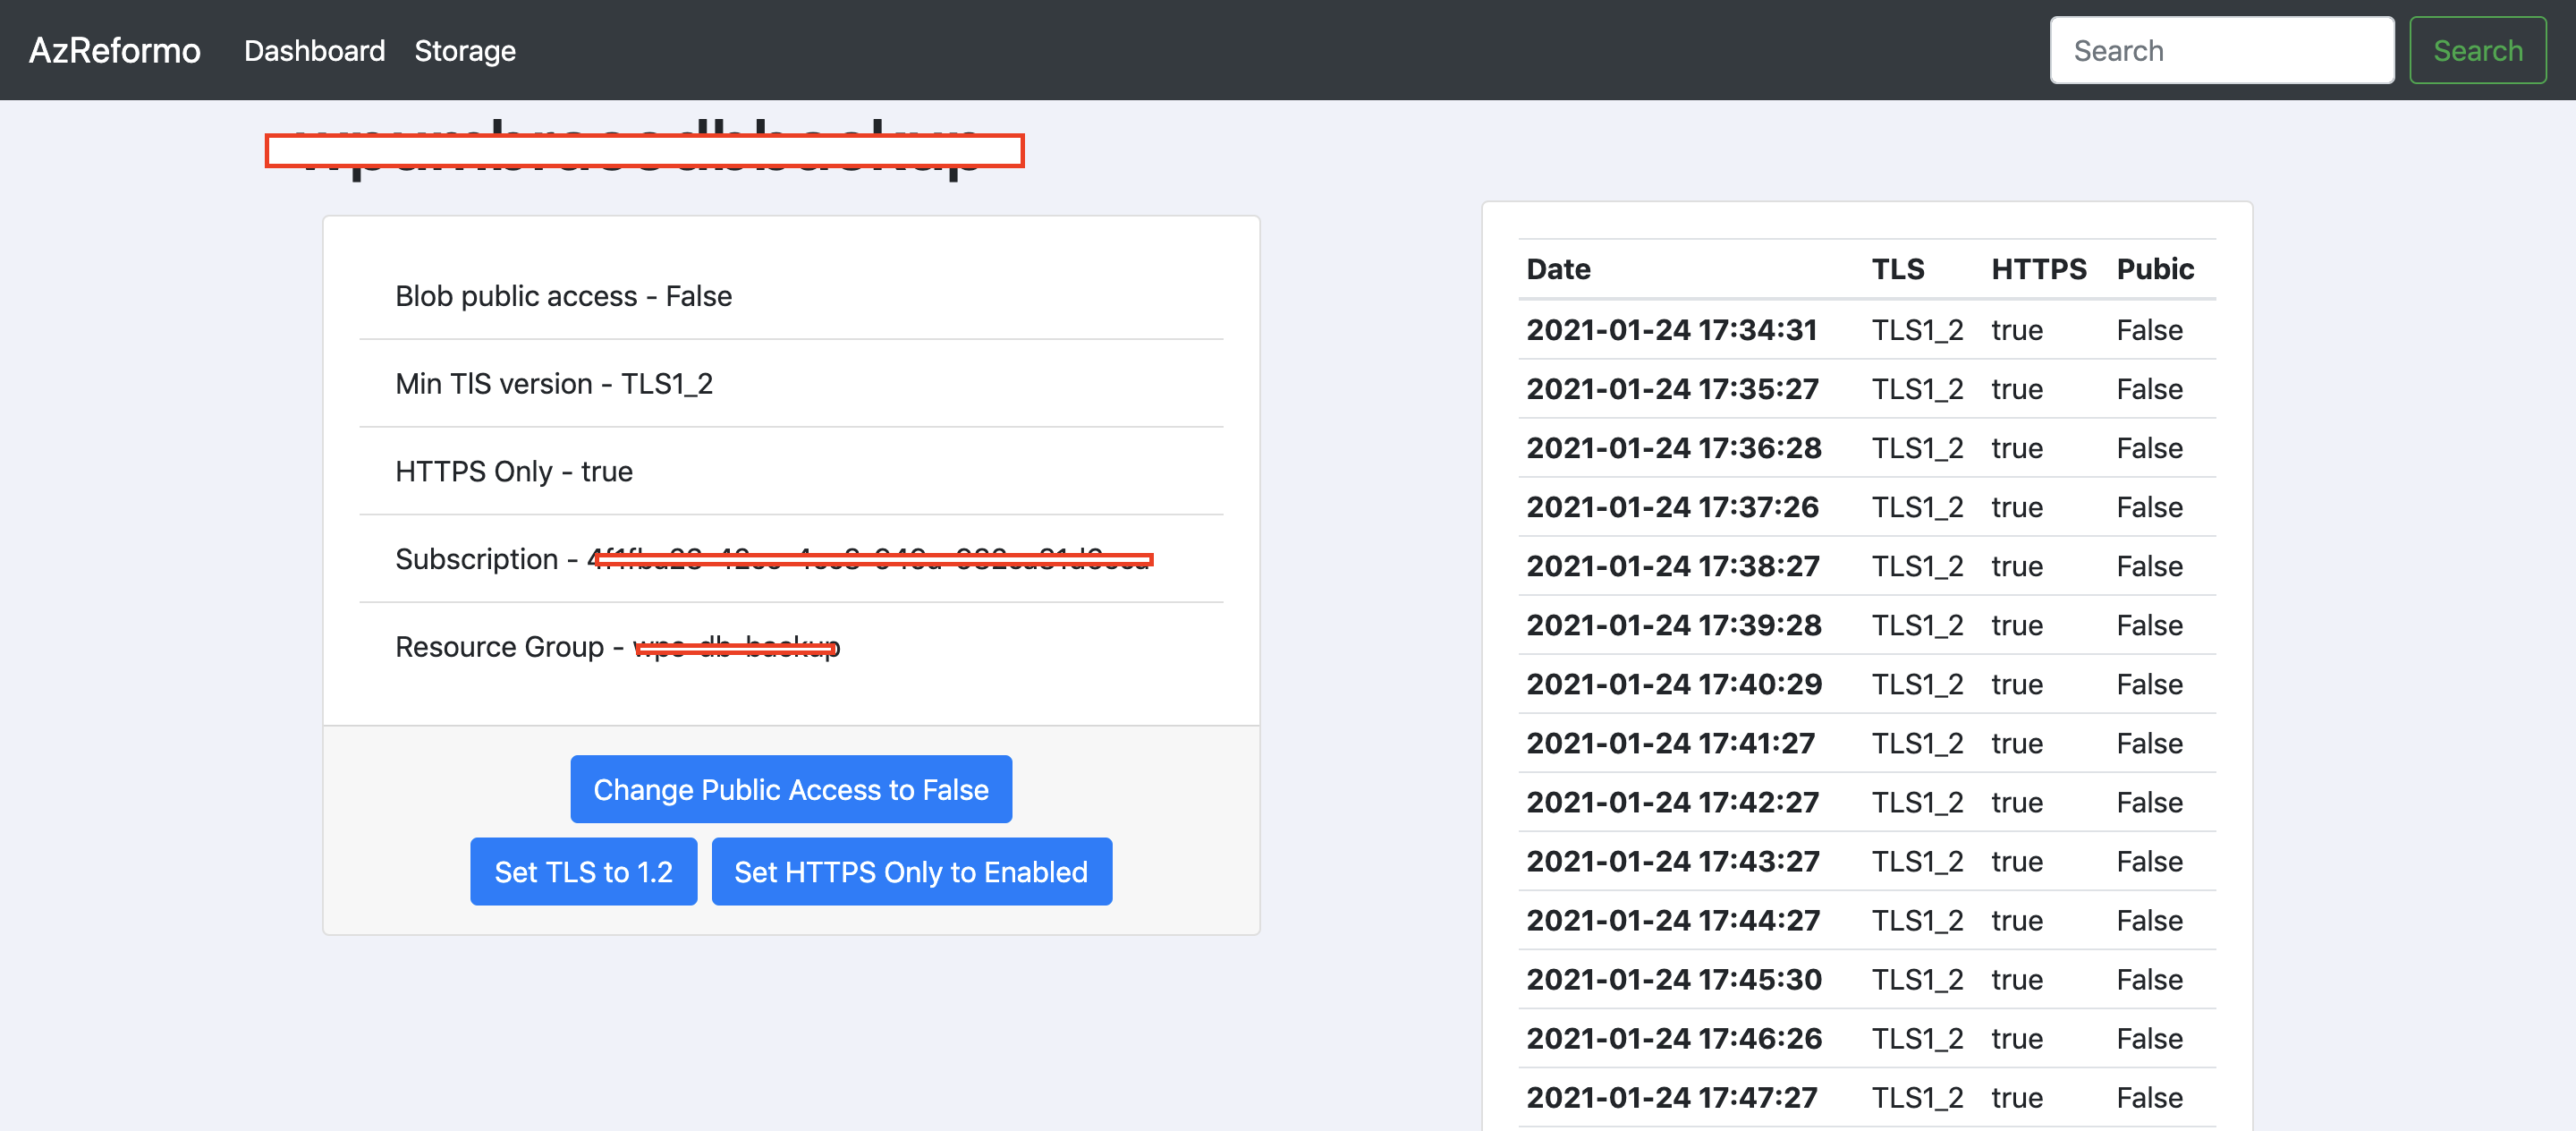 AzReformo Dashboard Storage Search Search
Blob public access - False
Min TlS version - TLS1_2
HTTPS Only - true
Subscription -
Resource Group -
Change Public Access to False
Set TLS to 1.2 Set HTTPS Only to Enabled
Date TLS HTTPS Pubic
2021-01-24 17:34:31 TLS1_2 true False
2021-01-24 17:35:27 TLS1_2 true False
2021-01-24 17:36:28 TLS1_2 true False
2021-01-24 17:37:26 TLS1_2 true False
2021-01-24 17:38:27 TLS1_2 true False
2021-01-24 17:39:28 TLS1_2 true False
2021-01-24 17:40:29 TLS1_2 true False
2021-01-24 17:41:27 TLS1_2 true False
2021-01-24 17:42:27 TLS1_2 true False
2021-01-24 17:43:27 TLS1_2 true False
2021-01-24 17:44:27 TLS1_2 true False
2021-01-24 17:45:30 TLS1_2 true False
2021-01-24 17:46:26 TLS1_2 true False
2021-01-24 17:47:27 TLS1_2 true False